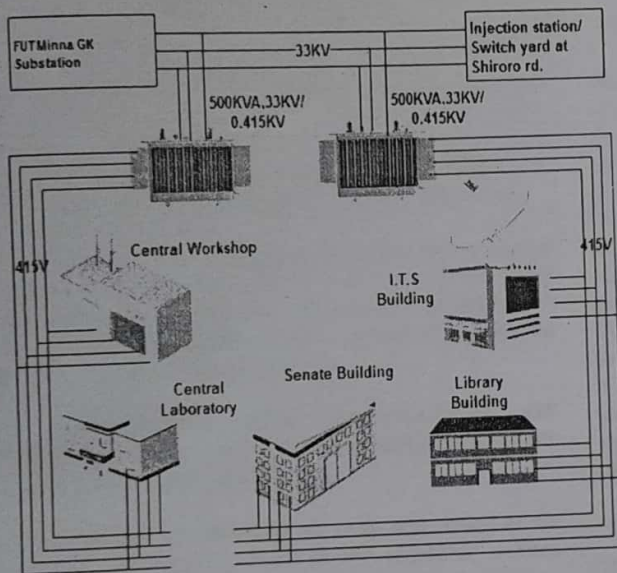 FUTMinna GK
Substation
33KV
Injection station/
Switch yard at
Shiroro rd.
500KVA,33KV/
0.415KV
500KVA,33KV/
0.415KV
415V
Central Workshop
I.T.S
Building
415V
Central
Laboratory
Senate Building
Library
Building